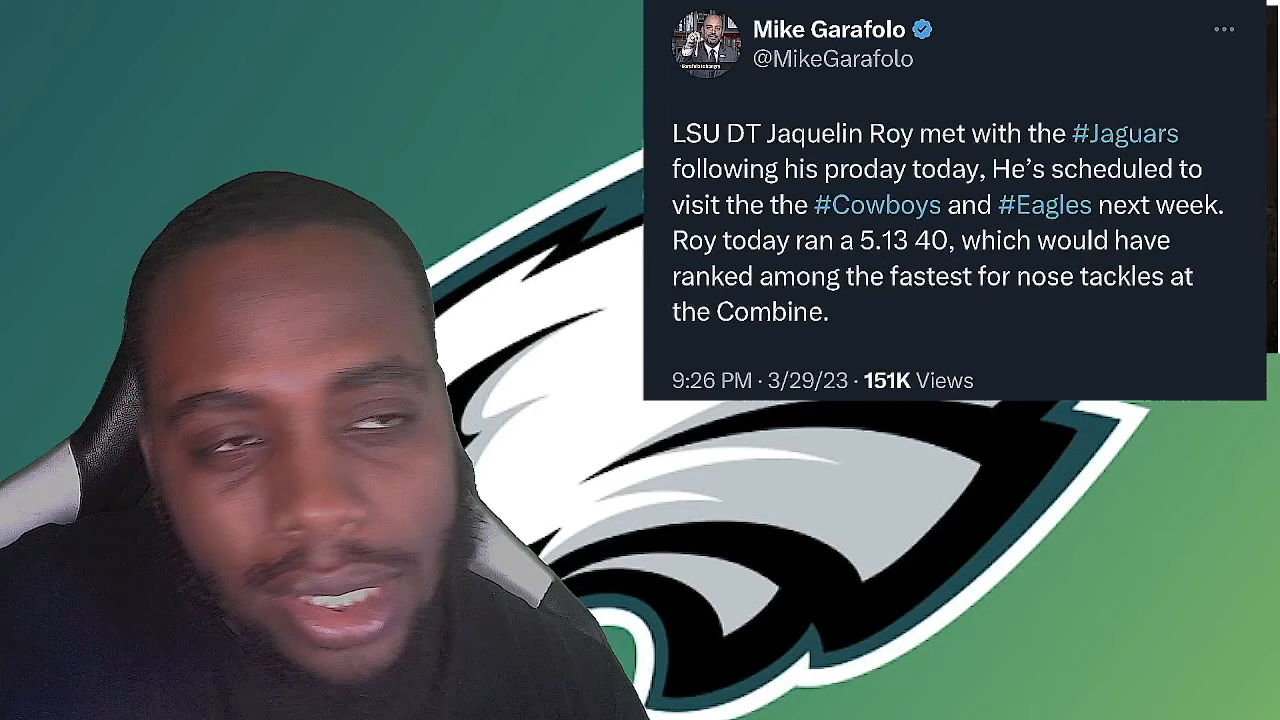 Mike Garafolo
@MikeGarafolo
LSU DT Jaquelin Roy met with the #Jaguars
following his proday today, He’s scheduled to
visit the the #Cowboys and #Eagles next week.
Roy today ran a 5.13 40, which would have
ranked among the fastest for nose tackles at
the Combine.
9:26 PM · 3/29/23 · 151K Views